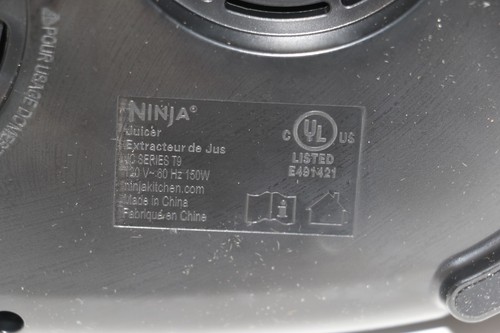 ⚠ POUR USAGE DOMES
NINJA®
Juicer
Extracteur de Jus
JC SERIES T9
120 V~ 60 Hz 150W
ninjakitchen.com
Made in China
Fabriqué en Chine
C UL® US
LISTED
E491421